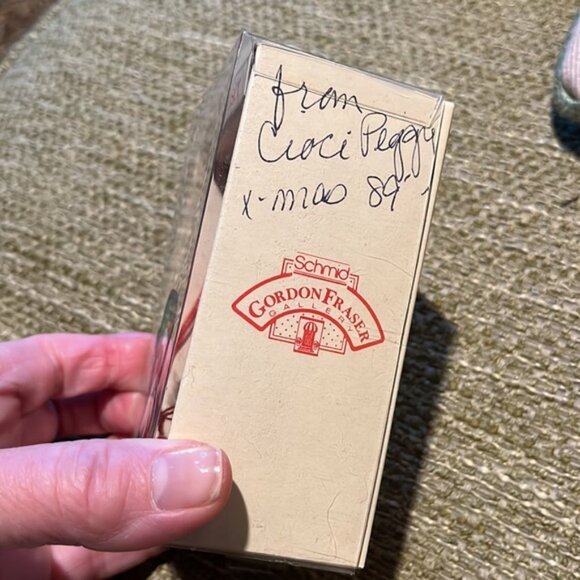 from
Cioci Peggy
x-mas 89'
Schmid
GORDON FRASER
GALLERY